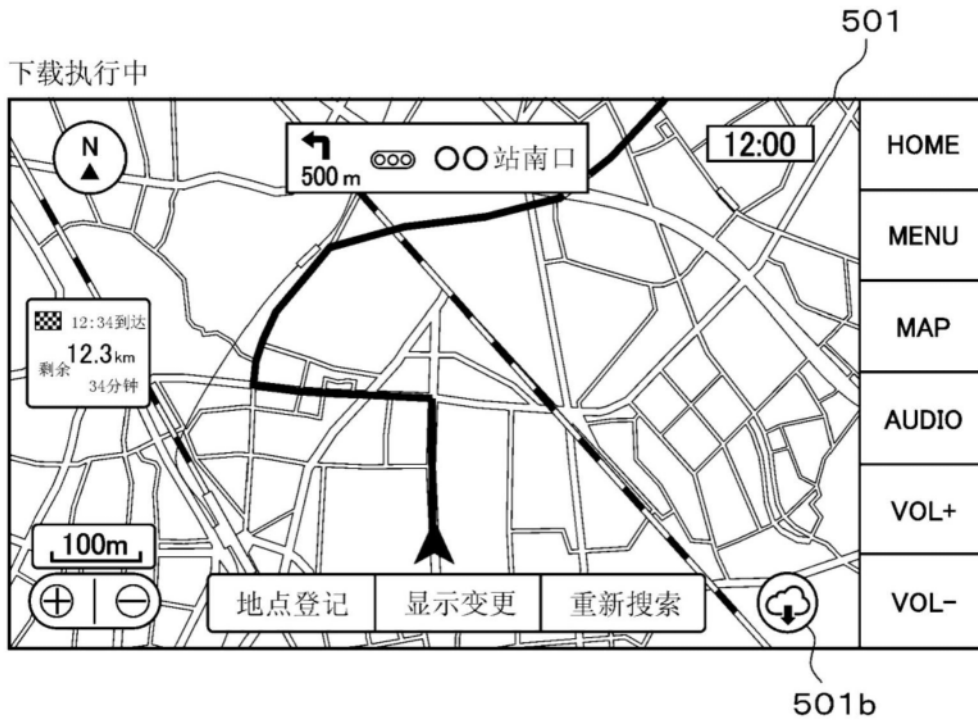 501
下载执行中
N
500 m
○○站南口
12:00
HOME
MENU
MAP
AUDIO
VOL+
VOL-
12:34到达
剩余 12.3km
34分钟
100m
地点登记
显示变更
重新搜索
501b